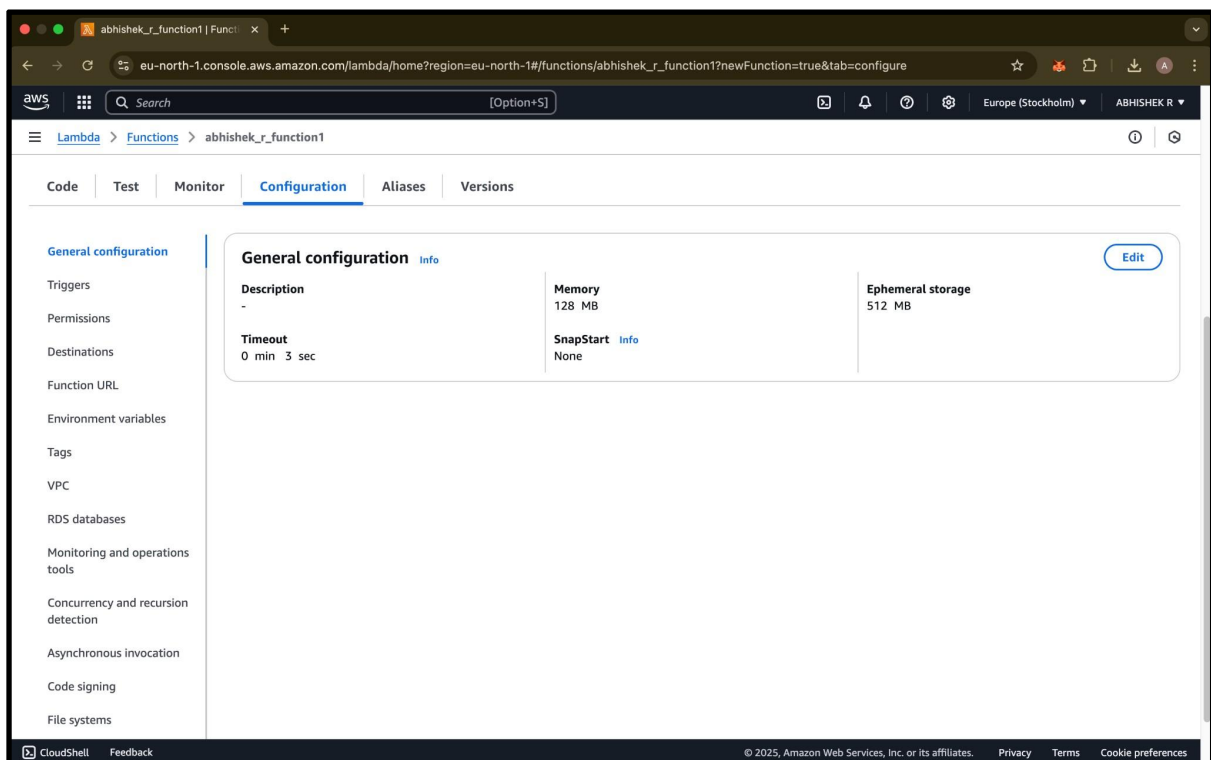 abhishek_r_function1 | Functi
eu-north-1.console.aws.amazon.com/lambda/home?region=eu-north-1#/functions/abhishek_r_function1?newFunction=true&tab=configure
A
aws
Search
[Option+S]
Europe (Stockholm)
ABHISHEK R
Lambda > Functions > abhishek_r_function1
Code Test Monitor Configuration Aliases Versions
General configuration
Triggers
Permissions
Destinations
Function URL
Environment variables
Tags
VPC
RDS databases
Monitoring and operations
tools
Concurrency and recursion
detection
Asynchronous invocation
Code signing
File systems
General configuration Info
Edit
Description
-
Timeout
0 min 3 sec
Memory
128 MB
SnapStart Info
None
Ephemeral storage
512 MB
CloudShell Feedback
© 2025, Amazon Web Services, Inc. or its affiliates. Privacy Terms Cookie preferences